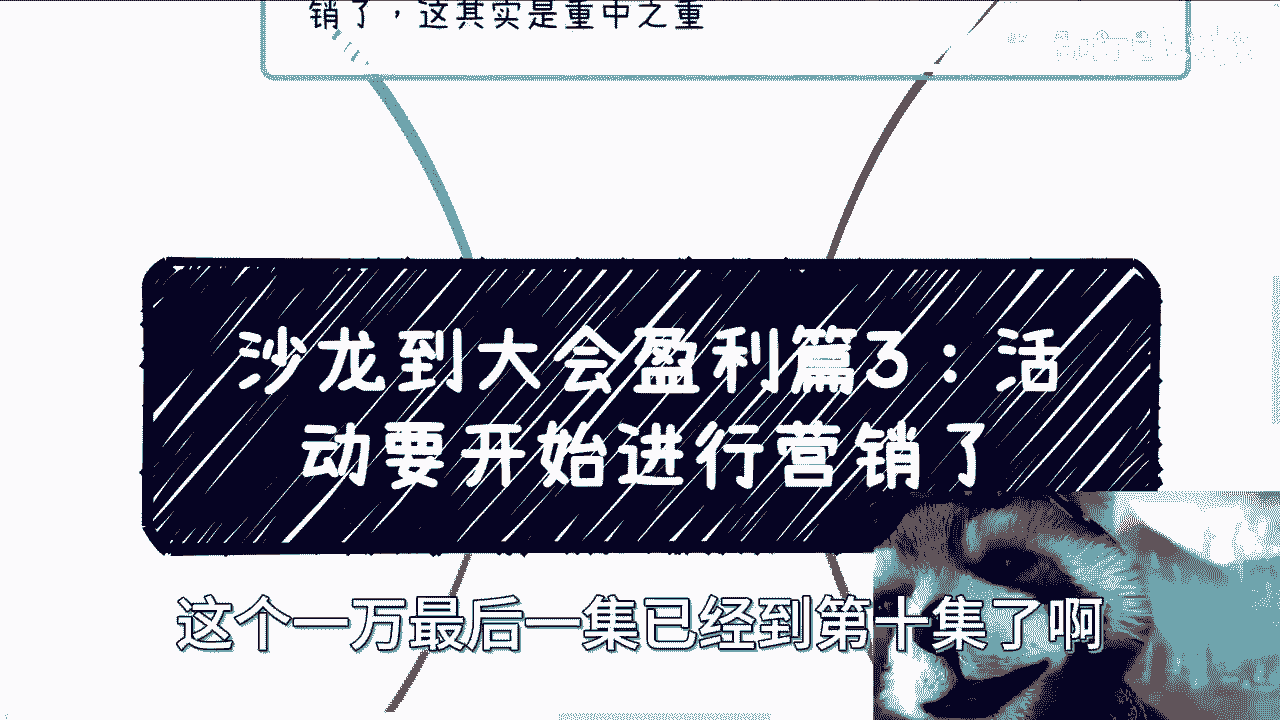 销了，这其实是重中之重
沙龙到大会盈利篇3：活
动要开始进行营销了
这个一万最后一集已经到第十集了啊